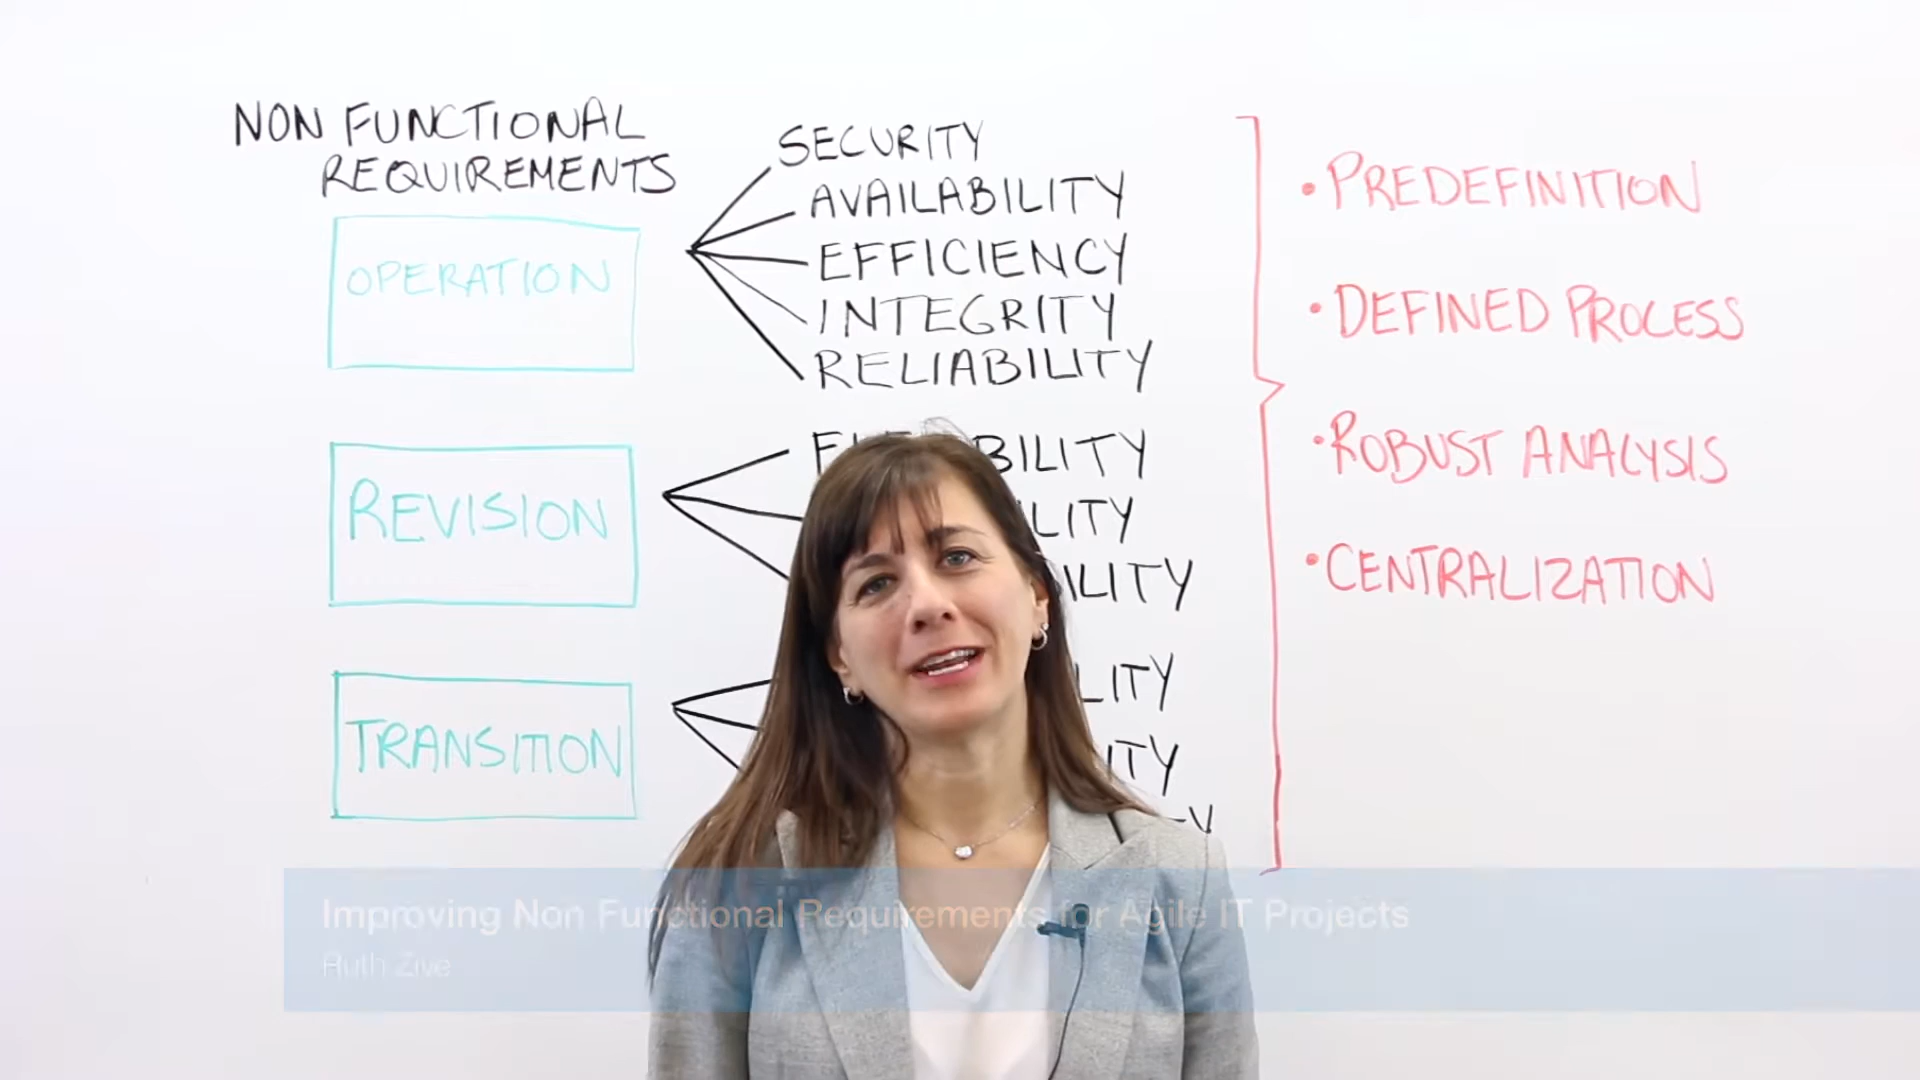 NON FUNCTIONAL
REQUIREMENTS
OPERATION
SECURITY
AVAILABILITY
EFFICIENCY
INTEGRITY
RELIABILITY
REVISION
TRANSITION
• PREDEFINITION
• DEFINED PROCESS
• ROBUST ANALYSIS
• CENTRALIZATION
Improving Non Functional Requirements for Agile IT Projects
Ruth Zive